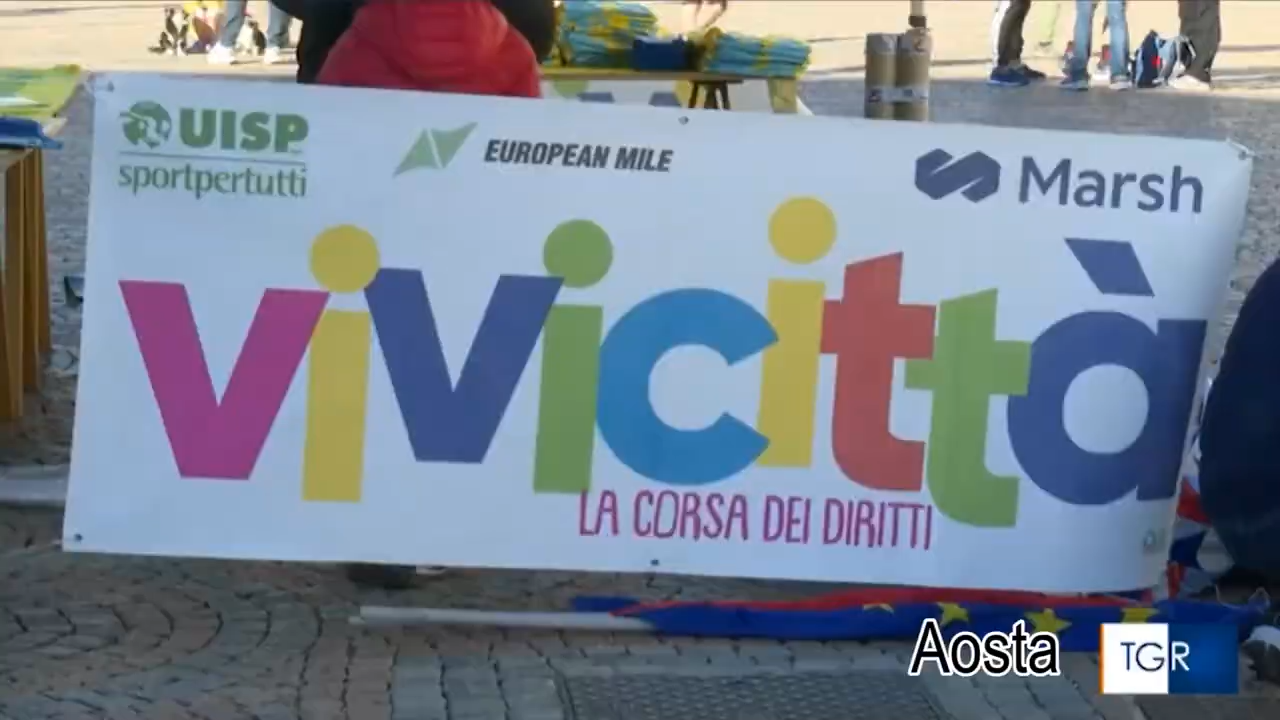 UISP
sportpertutti
EUROPEAN MILE
Marsh
vivicittà
LA CORSA DEI DIRITTI
Aosta
TGR